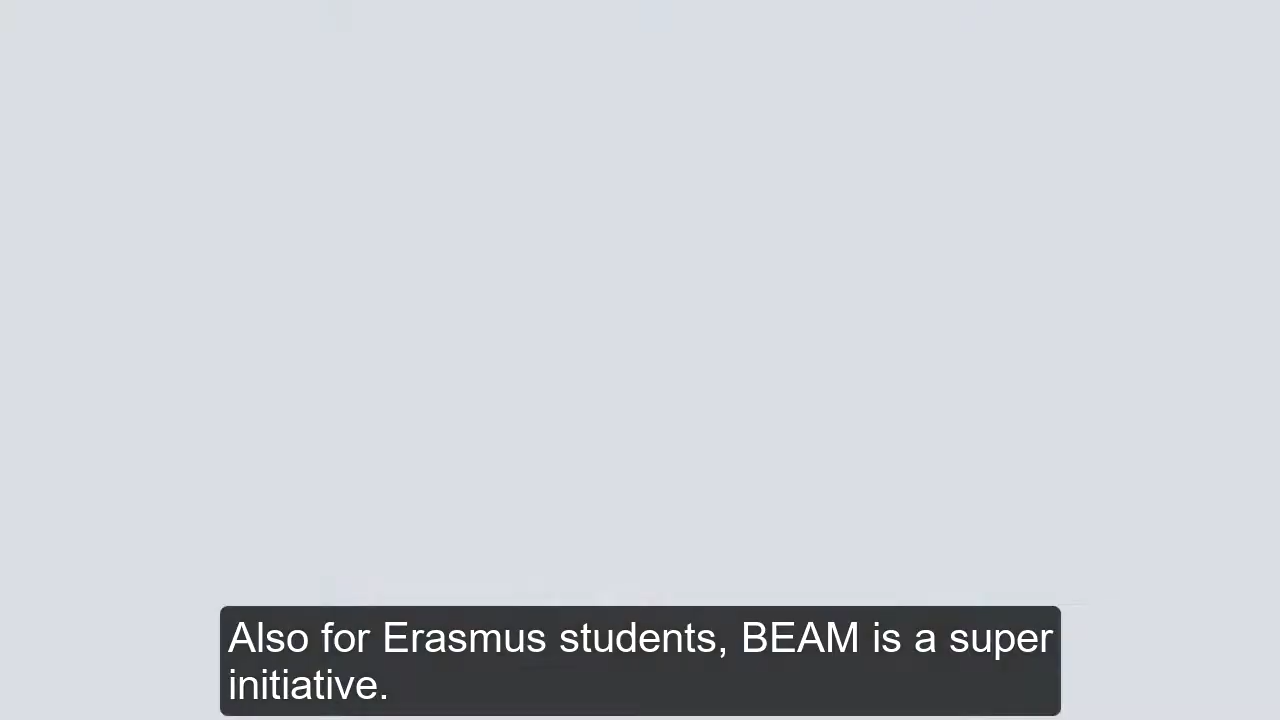 Also for Erasmus students, BEAM is a super
initiative.